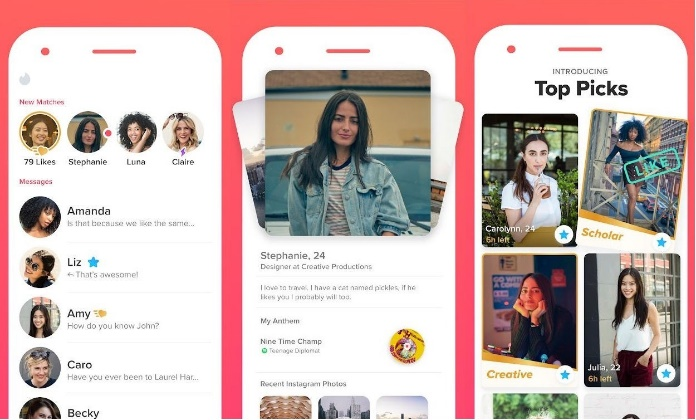 New Matches
79 Likes
Stephanie
Luna
Claire
Messages
Amanda
Is that because we like the same...
Liz
That's awesome!
Amy
How do you know John?
Caro
Have you ever been to Laurel Har...
Becky
Stephanie, 24
Designer at Creative Productions
I love to travel. I have a cat named pickles, if he
likes you I probably will too.
My Anthem
Nine Time Champ
Teenage Diplomat
Recent Instagram Photos
INTRODUCING
Top Picks
Carolynn, 24
6h left
LIKE
Scholar
Creative
Julia, 22
6h left